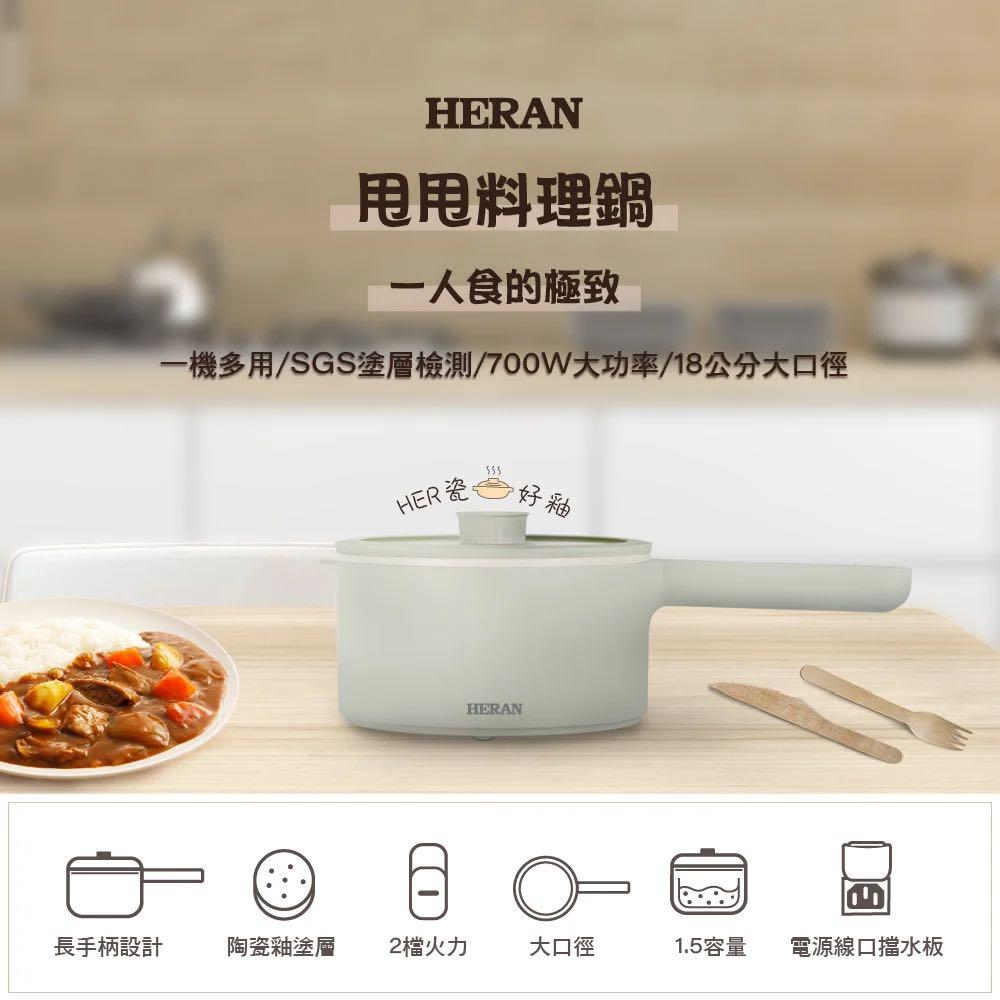 HERAN
甩甩料理鍋
一人食的極致
一機多用/SGS塗層檢測/700W大功率/18公分大口徑
HER瓷 好釉
HERAN
長手柄設計
陶瓷釉塗層
2檔火力
大口徑
1.5容量
電源線口擋水板